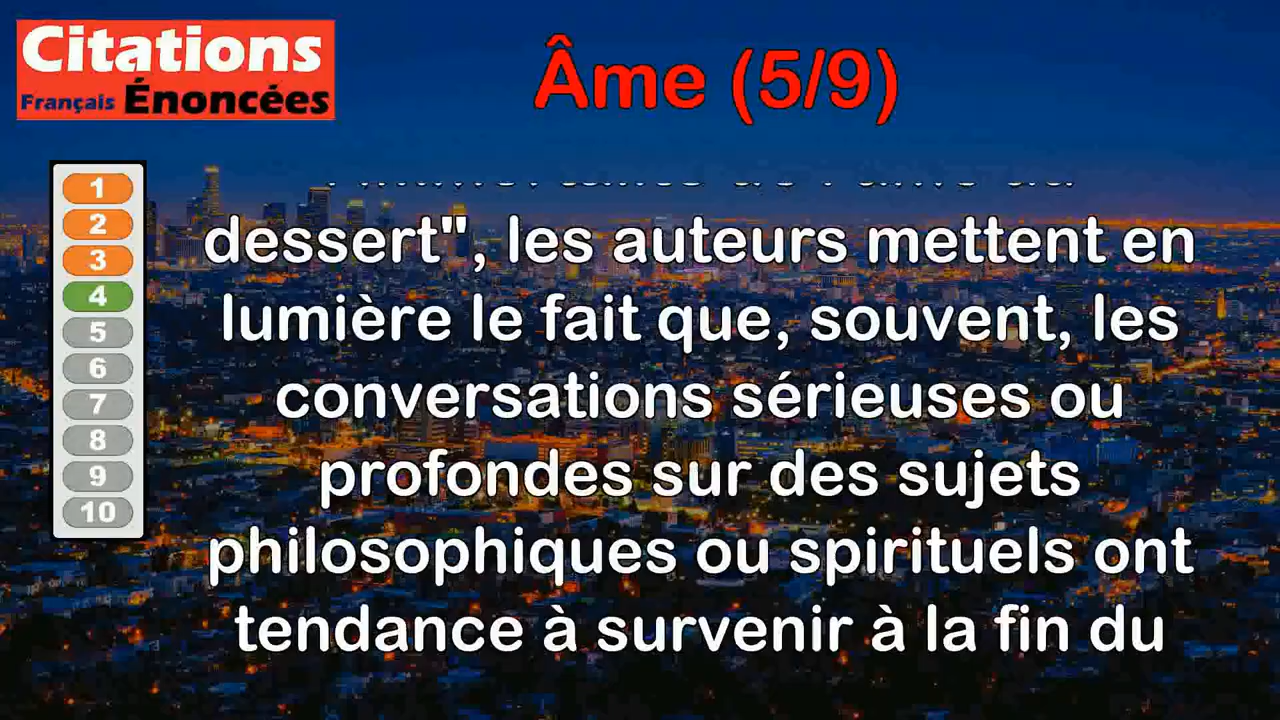 Citations
Français Énoncées
Âme (5/9)
1
2
3
4
5
6
7
8
9
10
dessert", les auteurs mettent en
lumière le fait que, souvent, les
conversations sérieuses ou
profondes sur des sujets
philosophiques ou spirituels ont
tendance à survenir à la fin du